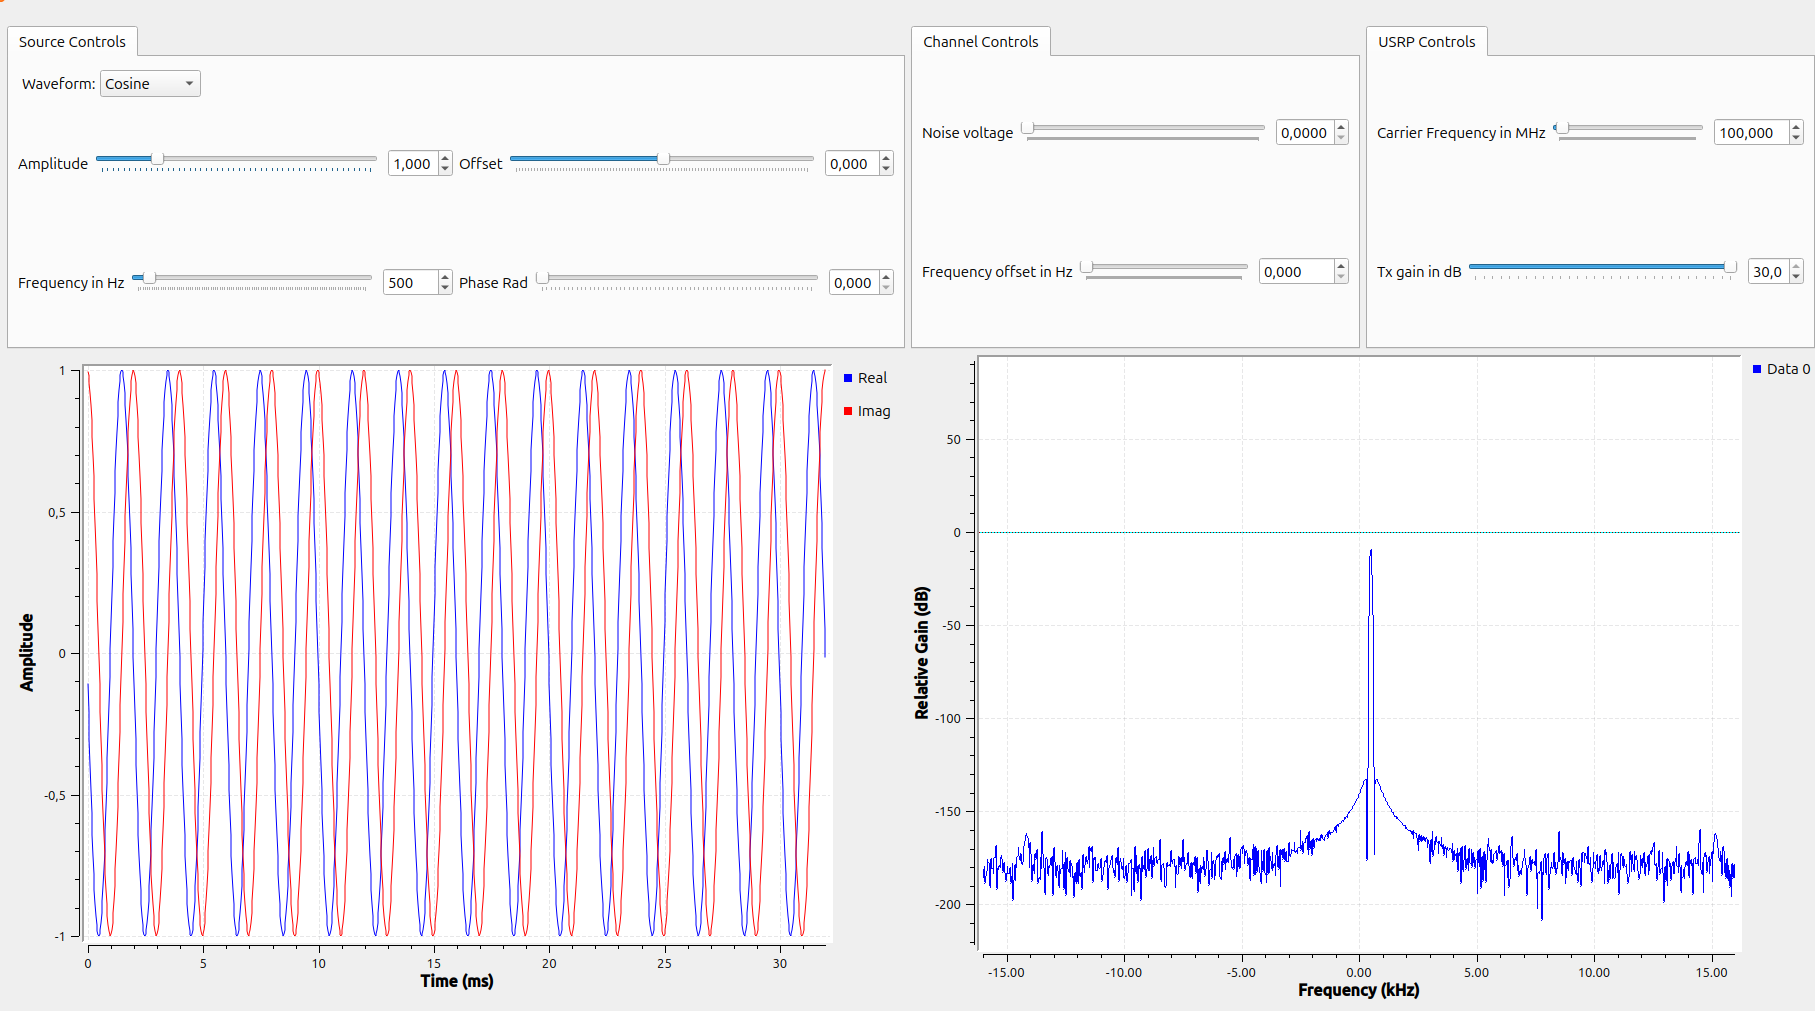 Source Controls
Waveform: Cosine
Amplitude 1,000 Offset 0,000
Frequency in Hz 500 Phase Rad 0,000
Channel Controls
Noise voltage 0,0000
Frequency offset in Hz 0,000
USRP Controls
Carrier Frequency in MHz 100,000
Tx gain in dB 30,0
Amplitude
1
0,5
0
-0,5
-1
0 5 10 15 20 25 30
Time (ms)
Real
Imag
Relative Gain (dB)
50
0
-50
-100
-150
-200
-15.00 -10.00 -5.00 0.00 5.00 10.00 15.00
Frequency (kHz)
Data 0